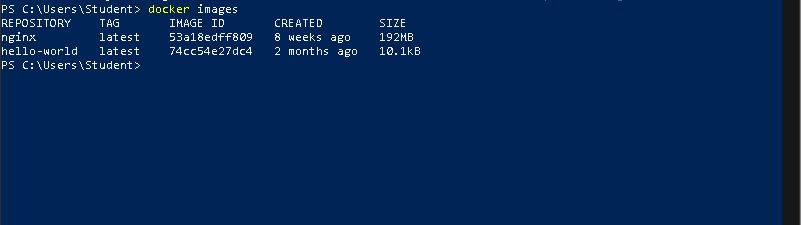 PS C:\Users\Student> docker images
REPOSITORY    TAG       IMAGE ID       CREATED        SIZE
nginx         latest    53a18edff809   8 weeks ago    192MB
hello-world   latest    74cc54e27dc4   2 months ago   10.1kB
PS C:\Users\Student>